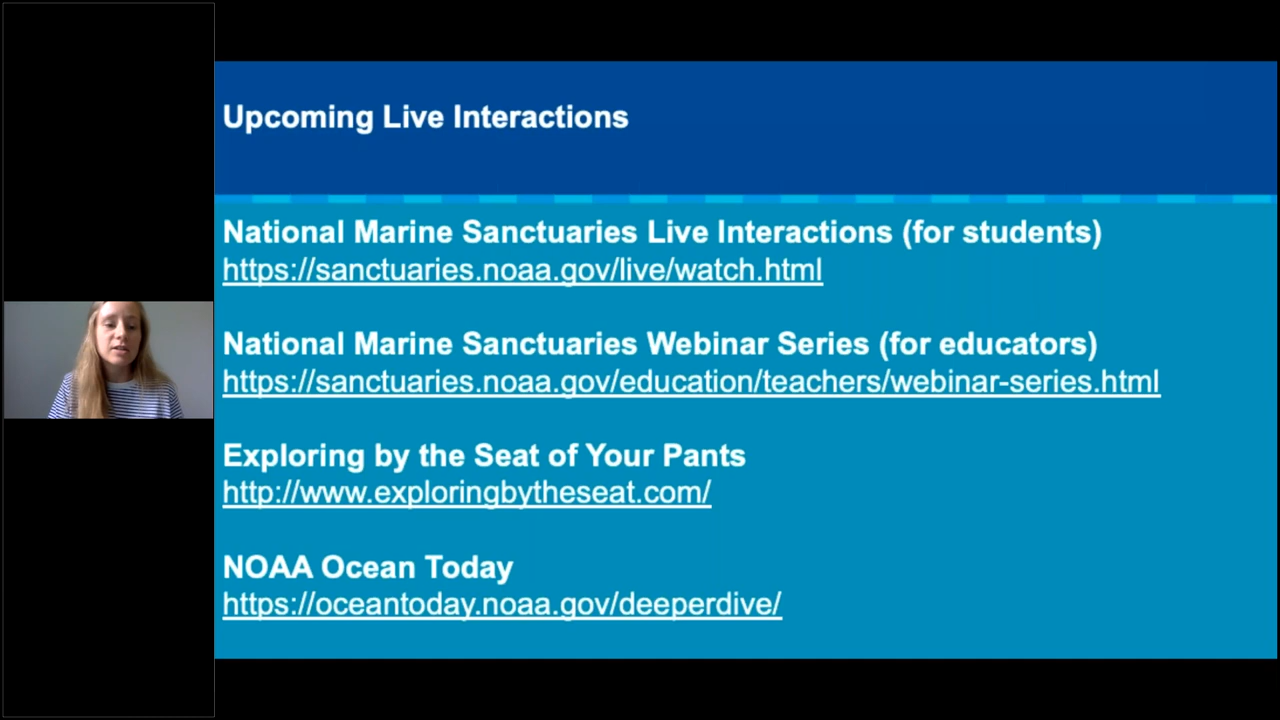 Upcoming Live Interactions
National Marine Sanctuaries Live Interactions (for students)
https://sanctuaries.noaa.gov/live/watch.html
National Marine Sanctuaries Webinar Series (for educators)
https://sanctuaries.noaa.gov/education/teachers/webinar-series.html
Exploring by the Seat of Your Pants
http://www.exploringbytheseat.com/
NOAA Ocean Today
https://oceantoday.noaa.gov/deeperdive/